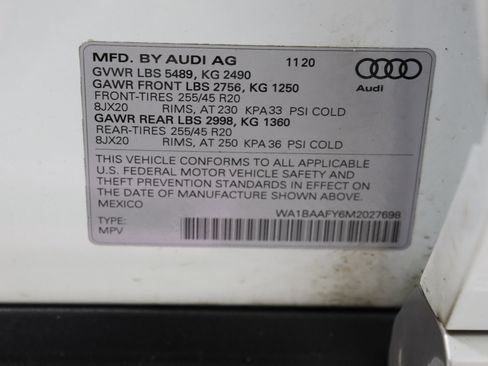 MFD. BY AUDI AG 11 20
GVWR LBS 5489, KG 2490
GAWR FRONT LBS 2756, KG 1250
FRONT-TIRES 255/45 R20
8JX20 RIMS, AT 230 KPA 33 PSI COLD
GAWR REAR LBS 2998, KG 1360
REAR-TIRES 255/45 R20
8JX20 RIMS, AT 250 KPA 36 PSI COLD
Audi
THIS VEHICLE CONFORMS TO ALL APPLICABLE
U.S. FEDERAL MOTOR VEHICLE SAFETY AND
THEFT PREVENTION STANDARDS IN EFFECT ON
THE DATE OF MANUFACTURE SHOWN ABOVE.
MEXICO WA1BAAFY6M2027698
TYPE:
MPV